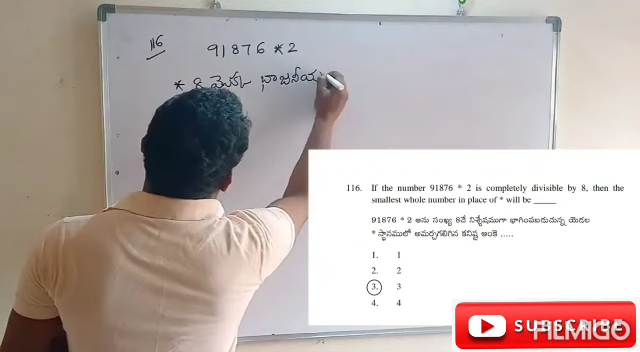 116
91876 * 2
* 8 యొక్క భాజనీయ
116. If the number 91876 * 2 is completely divisible by 8, then the
smallest whole number in place of * will be _____
91876 * 2 అను సంఖ్య 8చే నిశ్శేషముగా భాగింపబడుచున్న యెడల
* స్థానములో అమర్చగలిగిన కనిష్ట అంకె .....
1. 1
2. 2
3. 3
4. 4
SUBSCRIBE
FILMIGO